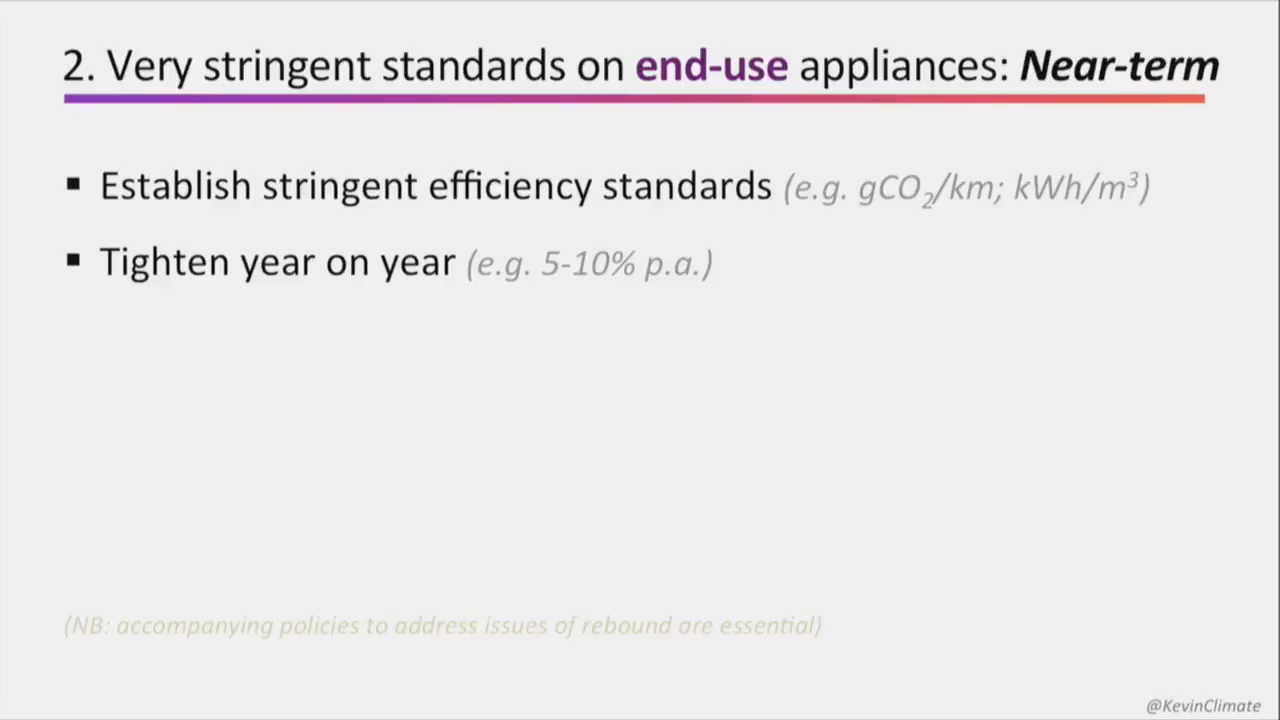 2. Very stringent standards on end-use appliances: Near-term
▪ Establish stringent efficiency standards (e.g. gCO₂/km; kWh/m³)
▪ Tighten year on year (e.g. 5-10% p.a.)
(NB: accompanying policies to address issues of rebound are essential)
@KevinClimate